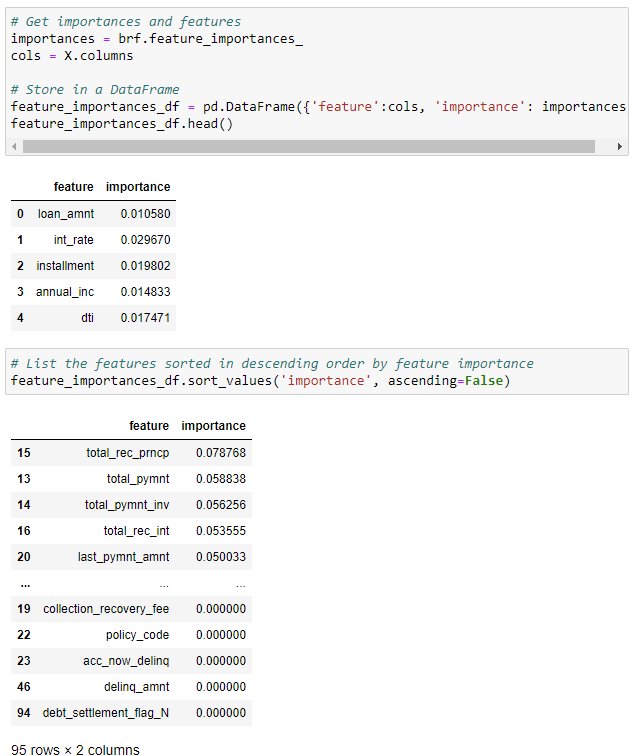 # Get importances and features
importances = brf.feature_importances_
cols = X.columns
# Store in a DataFrame
feature_importances_df = pd.DataFrame({'feature':cols, 'importance': importances
feature_importances_df.head()
feature importance
0 loan_amnt 0.010580
1 int_rate 0.029670
2 installment 0.019802
3 annual_inc 0.014833
4 dti 0.017471
# List the features sorted in descending order by feature importance
feature_importances_df.sort_values('importance', ascending=False)
feature importance
15 total_rec_prncp 0.078768
13 total_pymnt 0.058838
14 total_pymnt_inv 0.056256
16 total_rec_int 0.053555
20 last_pymnt_amnt 0.050033
... ... ...
19 collection_recovery_fee 0.000000
22 policy_code 0.000000
23 acc_now_delinq 0.000000
46 delinq_amnt 0.000000
94 debt_settlement_flag_N 0.000000
95 rows × 2 columns